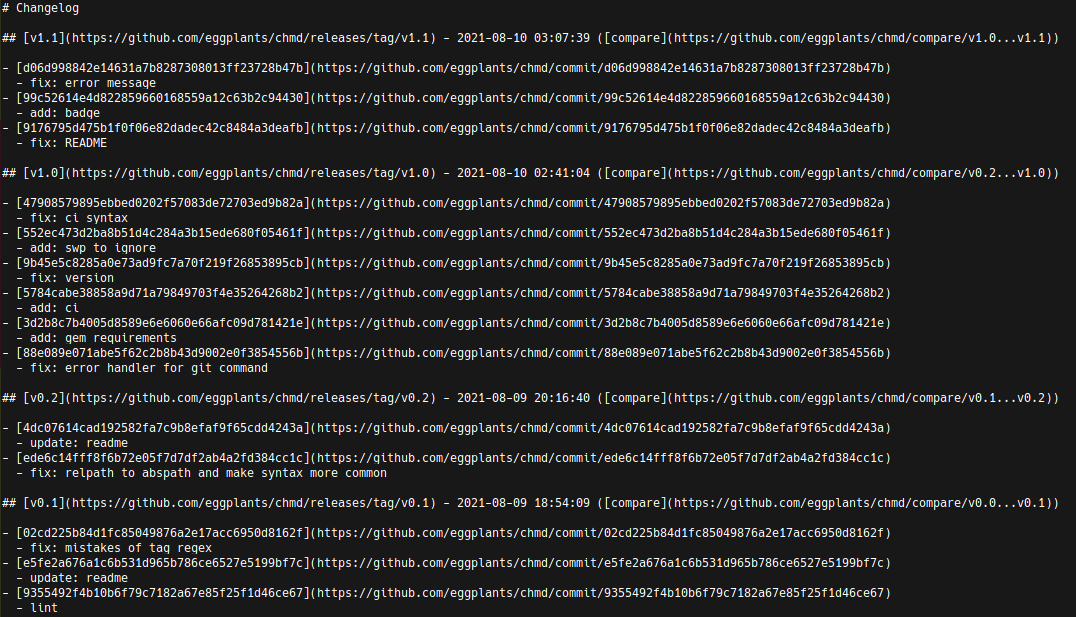 # Changelog
## [v1.1](https://github.com/eggplants/chmd/releases/tag/v1.1) - 2021-08-10 03:07:39 ([compare](https://github.com/eggplants/chmd/compare/v1.0...v1.1))
- [d06d998842e14631a7b8287308013ff23728b47b](https://github.com/eggplants/chmd/commit/d06d998842e14631a7b8287308013ff23728b47b)
- fix: error message
- [99c52614e4d822859660168559a12c63b2c94430](https://github.com/eggplants/chmd/commit/99c52614e4d822859660168559a12c63b2c94430)
- add: badge
- [9176795d475b1f0f06e82dadec42c8484a3deafb](https://github.com/eggplants/chmd/commit/9176795d475b1f0f06e82dadec42c8484a3deafb)
- fix: README
## [v1.0](https://github.com/eggplants/chmd/releases/tag/v1.0) - 2021-08-10 02:41:04 ([compare](https://github.com/eggplants/chmd/compare/v0.2...v1.0))
- [47908579895ebbed0202f57083de72703ed9b82a](https://github.com/eggplants/chmd/commit/47908579895ebbed0202f57083de72703ed9b82a)
- fix: ci syntax
- [552ec473d2ba8b51d4c284a3b15ede680f05461f](https://github.com/eggplants/chmd/commit/552ec473d2ba8b51d4c284a3b15ede680f05461f)
- add: swp to ignore
- [9b45e5c8285a0e73ad9fc7a70f219f26853895cb](https://github.com/eggplants/chmd/commit/9b45e5c8285a0e73ad9fc7a70f219f26853895cb)
- fix: version
- [5784cabe38858a9d71a79849703f4e35264268b2](https://github.com/eggplants/chmd/commit/5784cabe38858a9d71a79849703f4e35264268b2)
- add: ci
- [3d2b8c7b4005d8589e6e6060e66afc09d781421e](https://github.com/eggplants/chmd/commit/3d2b8c7b4005d8589e6e6060e66afc09d781421e)
- add: gem requirements
- [88e089e071abe5f62c2b8b43d9002e0f3854556b](https://github.com/eggplants/chmd/commit/88e089e071abe5f62c2b8b43d9002e0f3854556b)
- fix: error handler for git command
## [v0.2](https://github.com/eggplants/chmd/releases/tag/v0.2) - 2021-08-09 20:16:40 ([compare](https://github.com/eggplants/chmd/compare/v0.1...v0.2))
- [4dc07614cad192582fa7c9b8efaf9f65cdd4243a](https://github.com/eggplants/chmd/commit/4dc07614cad192582fa7c9b8efaf9f65cdd4243a)
- update: readme
- [ede6c14fff8f6b72e05f7d7df2ab4a2fd384cc1c](https://github.com/eggplants/chmd/commit/ede6c14fff8f6b72e05f7d7df2ab4a2fd384cc1c)
- fix: relpath to abspath and make syntax more common
## [v0.1](https://github.com/eggplants/chmd/releases/tag/v0.1) - 2021-08-09 18:54:09 ([compare](https://github.com/eggplants/chmd/compare/v0.0...v0.1))
- [02cd225b84d1fc85049876a2e17acc6950d8162f](https://github.com/eggplants/chmd/commit/02cd225b84d1fc85049876a2e17acc6950d8162f)
- fix: mistakes of tag regex
- [e5fe2a676a1c6b531d965b786ce6527e5199bf7c](https://github.com/eggplants/chmd/commit/e5fe2a676a1c6b531d965b786ce6527e5199bf7c)
- update: readme
- [9355492f4b10b6f79c7182a67e85f25f1d46ce67](https://github.com/eggplants/chmd/commit/9355492f4b10b6f79c7182a67e85f25f1d46ce67)
- lint